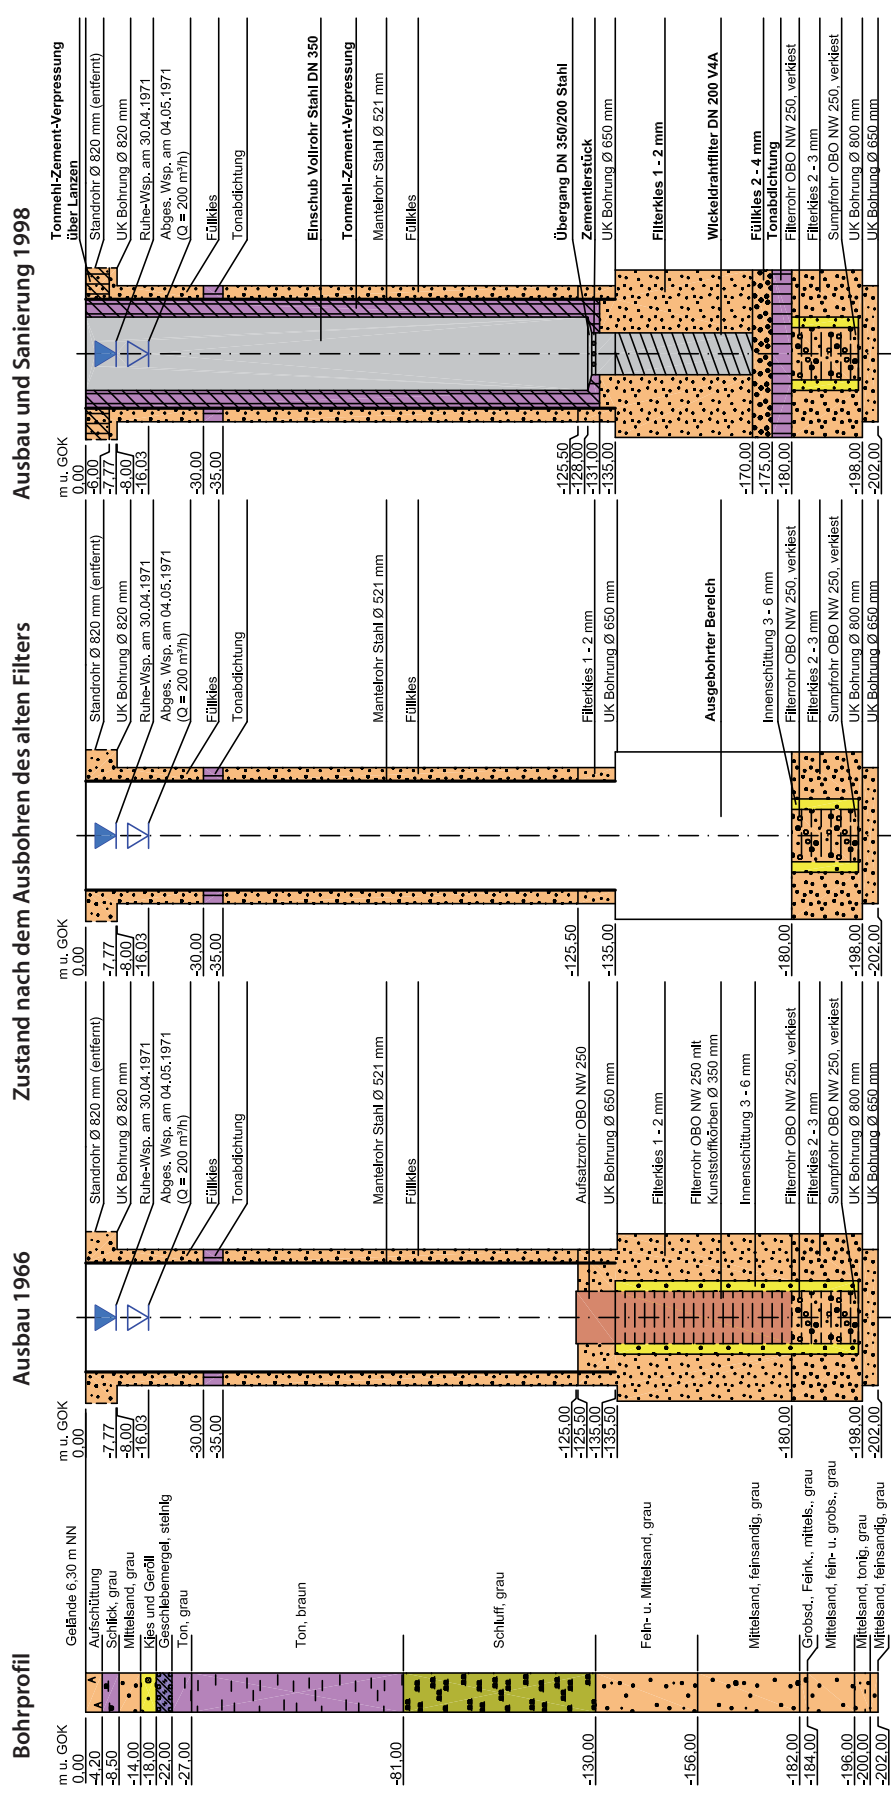 Bohrprofil
m u. GOK
0,00
-4,20
-8,50
-14,00
-18,00
-22,00
-27,00
-81,00
-130,00
-156,00
-182,00
-184,00
-196,00
-200,00
-202,00
Gelände 6,30 m NN
Aufschüttung
Schlick, grau
Mittelsand, grau
Kies und Geröll
Geschiebemergel, steinig
Ton, grau
Ton, braun
Schluff, grau
Fein- u. Mittelsand, grau
Mittelsand, feinsandig, grau
Grobsd., Feink., mittels., grau
Mittelsand, fein- u. grobs., grau
Mittelsand, tonig, grau
Mittelsand, feinsandig, grau
Ausbau 1966
m u. GOK
0,00
-7,77
-8,00
-16,03
-30,00
-35,00
-125,00
-125,50
-135,00
-135,50
-180,00
-198,00
-202,00
Standrohr Ø 820 mm (entfernt)
UK Bohrung Ø 820 mm
Ruhe-Wsp. am 30.04.1971
Abges. Wsp. am 04.05.1971
(Q = 200 m³/h)
Füllkies
Tonabdichtung
Mantelrohr Stahl Ø 521 mm
Füllkies
Aufsatzrohr OBO NW 250
UK Bohrung Ø 650 mm
Filterkies 1 - 2 mm
Filterrohr OBO NW 250 mit
Kunststoffkörben Ø 350 mm
Innenschüttung 3 - 6 mm
Filterrohr OBO NW 250, verkiest
Filterkies 2 - 3 mm
Sumpfrohr OBO NW 250, verkiest
UK Bohrung Ø 800 mm
UK Bohrung Ø 650 mm
Zustand nach dem Ausbohren des alten Filters
m u. GOK
0,00
-7,77
-8,00
-16,03
-30,00
-35,00
-125,50
-135,00
-180,00
-198,00
-202,00
Standrohr Ø 820 mm (entfernt)
UK Bohrung Ø 820 mm
Ruhe-Wsp. am 30.04.1971
Abges. Wsp. am 04.05.1971
(Q = 200 m³/h)
Füllkies
Tonabdichtung
Mantelrohr Stahl Ø 521 mm
Füllkies
Filterkies 1 - 2 mm
UK Bohrung Ø 650 mm
Ausgebohrter Bereich
Innenschüttung 3 - 6 mm
Filterrohr OBO NW 250, verkiest
Filterkies 2 - 3 mm
Sumpfrohr OBO NW 250, verkiest
UK Bohrung Ø 800 mm
UK Bohrung Ø 650 mm
Ausbau und Sanierung 1998
m u. GOK
0,00
-6,00
-7,77
-8,00
-16,03
-30,00
-35,00
-125,50
-128,00
-131,00
-135,00
-170,00
-175,00
-180,00
-198,00
-202,00
Tonmehl-Zement-Verpressung
über Lanzen
Standrohr Ø 820 mm (entfernt)
UK Bohrung Ø 820 mm
Ruhe-Wsp. am 30.04.1971
Abges. Wsp. am 04.05.1971
(Q = 200 m³/h)
Füllkies
Tonabdichtung
Einschub Vollrohr Stahl DN 350
Tonmehl-Zement-Verpressung
Mantelrohr Stahl Ø 521 mm
Füllkies
Übergang DN 350/200 Stahl
Zementierstück
UK Bohrung Ø 650 mm
Filterkies 1 - 2 mm
Wickeldrahtfilter DN 200 V4A
Füllkies 2 - 4 mm
Tonabdichtung
Filterrohr OBO NW 250, verkiest
Filterkies 2 - 3 mm
Sumpfrohr OBO NW 250, verkiest
UK Bohrung Ø 800 mm
UK Bohrung Ø 650 mm